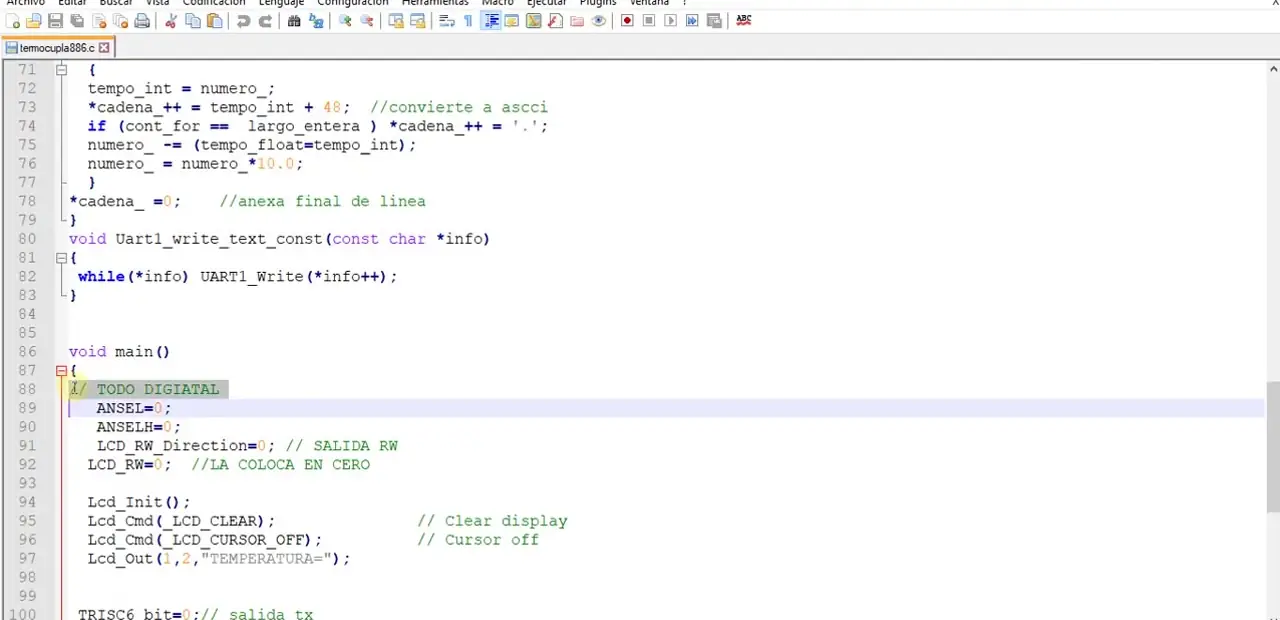 Archivo Editar Buscar Vista Codificación Lenguaje Configuración Herramientas Macro Ejecutar Plugins Ventana ?
ABC
termocupla886.c
71 {
72 tempo_int = numero_;
73 *cadena_++ = tempo_int + 48; //convierte a ascci
74 if (cont_for == largo_entera ) *cadena_++ = '.';
75 numero_ -= (tempo_float=tempo_int);
76 numero_ = numero_*10.0;
77 }
78 *cadena_ =0; //anexa final de linea
79 }
80 void Uart1_write_text_const(const char *info)
81 {
82 while(*info) UART1_Write(*info++);
83 }
84
85
86 void main()
87 {
88 // TODO DIGIATAL
89 ANSEL=0;
90 ANSELH=0;
91 LCD_RW_Direction=0; // SALIDA RW
92 LCD_RW=0; //LA COLOCA EN CERO
93
94 Lcd_Init();
95 Lcd_Cmd(_LCD_CLEAR); // Clear display
96 Lcd_Cmd(_LCD_CURSOR_OFF); // Cursor off
97 Lcd_Out(1,2,"TEMPERATURA=");
98
99
100 TRISC6_bit=0;// salida tx